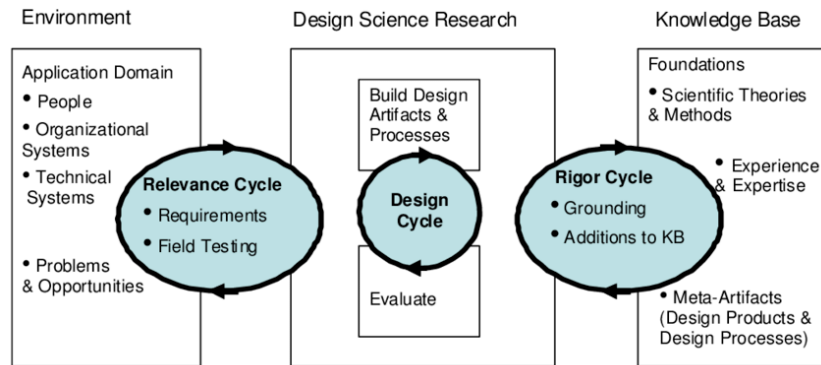 Environment
Design Science Research
Knowledge Base
Application Domain
• People
• Organizational
Systems
• Technical
Systems
• Problems
& Opportunities
Relevance Cycle
• Requirements
• Field Testing
Build Design
Artifacts &
Processes
Design
Cycle
Evaluate
Rigor Cycle
• Grounding
• Additions to KB
Foundations
• Scientific Theories
& Methods
• Experience
& Expertise
• Meta-Artifacts
(Design Products &
Design Processes)